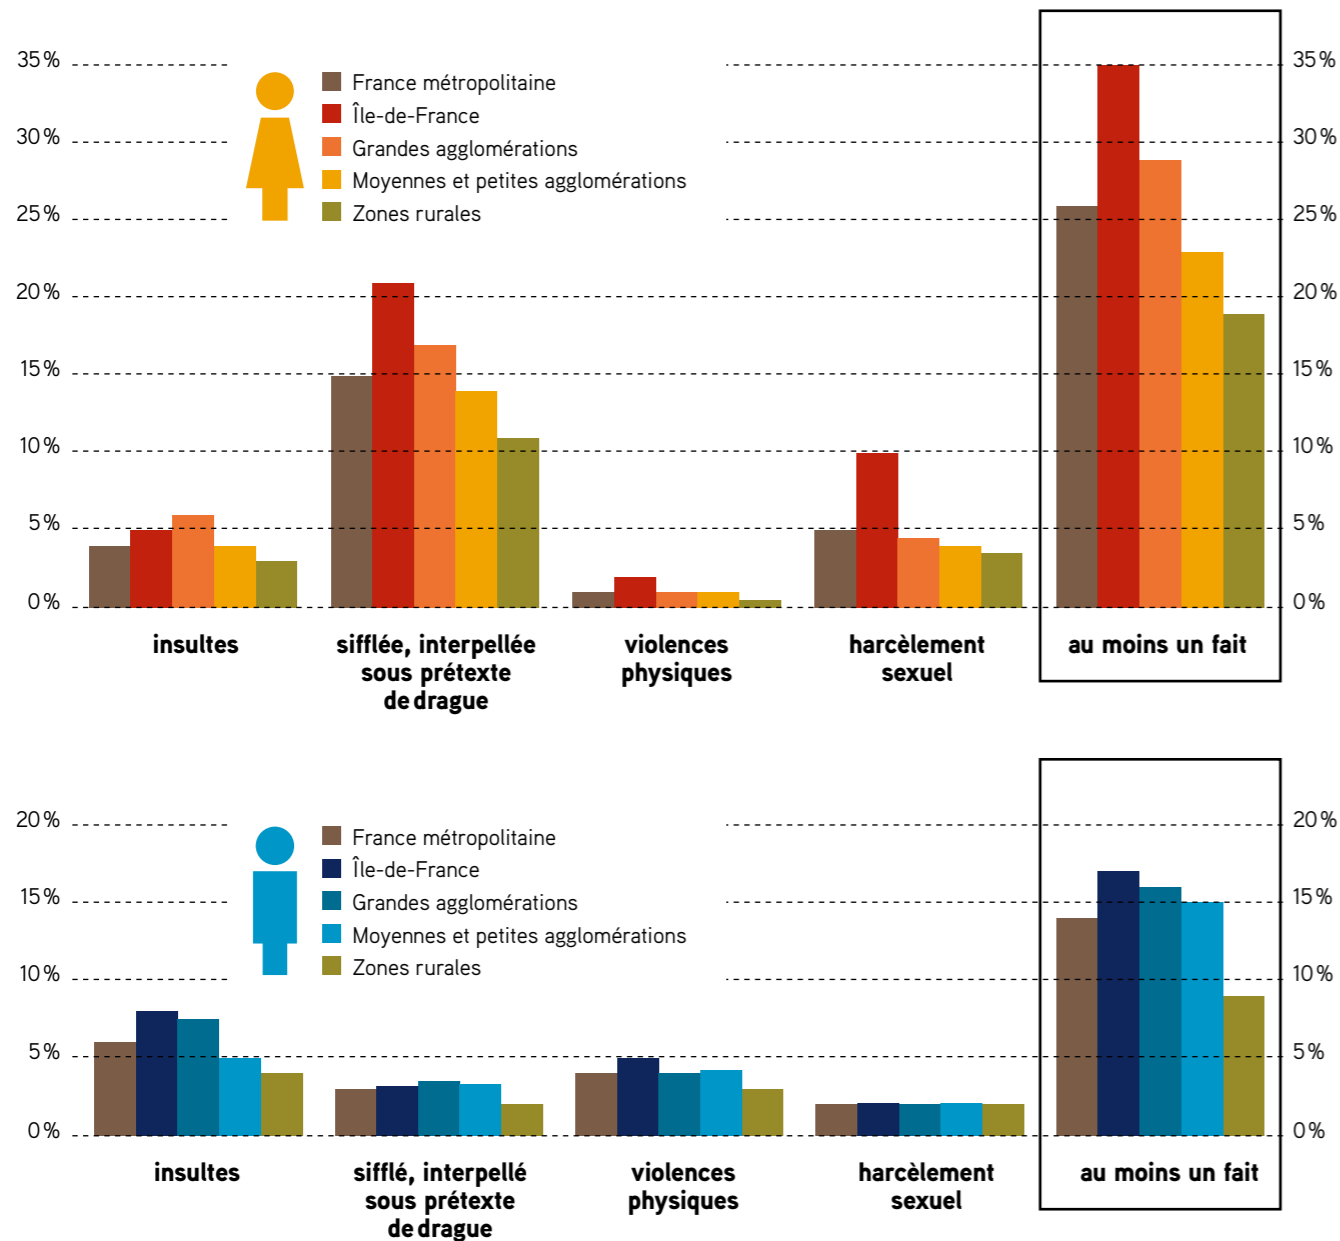 35 %
30 %
25 %
20 %
15 %
10 %
5 %
0 %
France métropolitaine
Île-de-France
Grandes agglomérations
Moyennes et petites agglomérations
Zones rurales
35 %
30 %
25 %
20 %
15 %
10 %
5 %
0 %
insultes
sifflée, interpellée
sous prétexte
de drague
violences
physiques
harcèlement
sexuel
au moins un fait
20 %
15 %
10 %
5 %
0 %
France métropolitaine
Île-de-France
Grandes agglomérations
Moyennes et petites agglomérations
Zones rurales
20 %
15 %
10 %
5 %
0 %
insultes
sifflé, interpellé
sous prétexte
de drague
violences
physiques
harcèlement
sexuel
au moins un fait